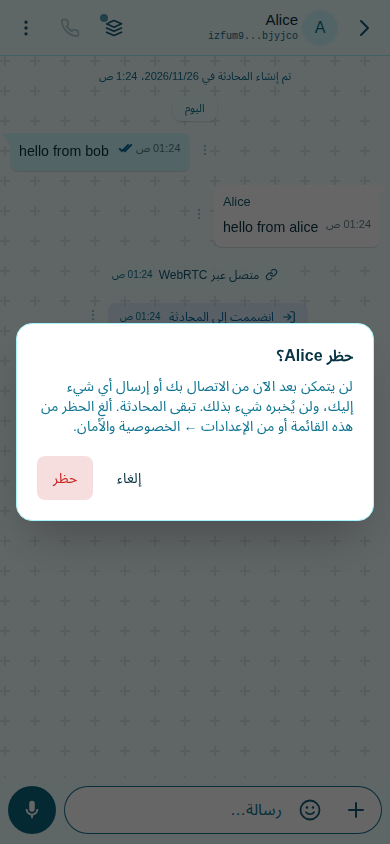 Alice
A
izfum9...bjyjco
تم إنشاء المحادثة في 2026/11/26، 1:24 ص
اليوم
hello from bob
01:24 ص
Alice
hello from alice
01:24 ص
متصل عبر WebRTC
01:24 ص
انضممت إلى المحادثة
01:24 ص
حظر Alice؟
لن يتمكن بعد الآن من الاتصال بك أو إرسال أي شيء
إليك، ولن يُخبره شيء بذلك. تبقى المحادثة. ألغِ الحظر من
هذه القائمة أو من الإعدادات ← الخصوصية والأمان.
إلغاء
حظر
رسالة...